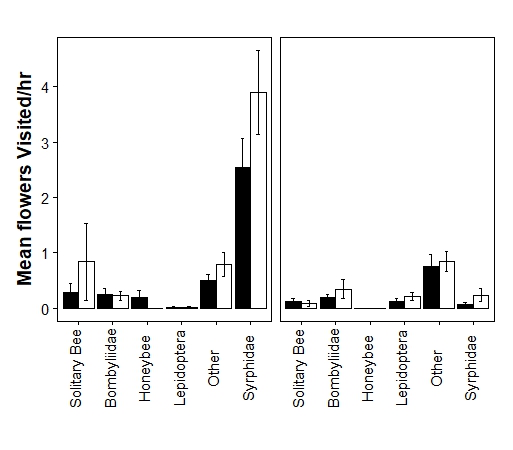 Mean flowers Visited/hr
4
3
2
1
0
Solitary Bee
Bombyliidae
Honeybee
Lepidoptera
Other
Syrphidae
Solitary Bee
Bombyliidae
Honeybee
Lepidoptera
Other
Syrphidae